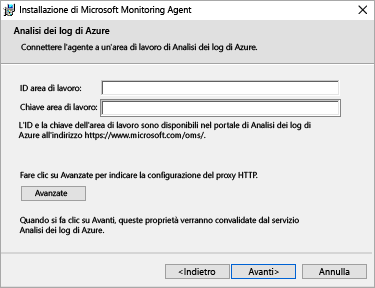 Installazione di Microsoft Monitoring Agent
Analisi dei log di Azure
Connettere l'agente a un'area di lavoro di Analisi dei log di Azure.
ID area di lavoro:
Chiave area di lavoro:
L'ID e la chiave dell'area di lavoro sono disponibili nel portale di Analisi dei log di
Azure all'indirizzo https://www.microsoft.com/oms/.
Fare clic su Avanzate per indicare la configurazione del proxy HTTP.
Avanzate
Quando si fa clic su Avanti, queste proprietà verranno convalidate dal servizio
Analisi dei log di Azure.
<Indietro
Avanti>
Annulla